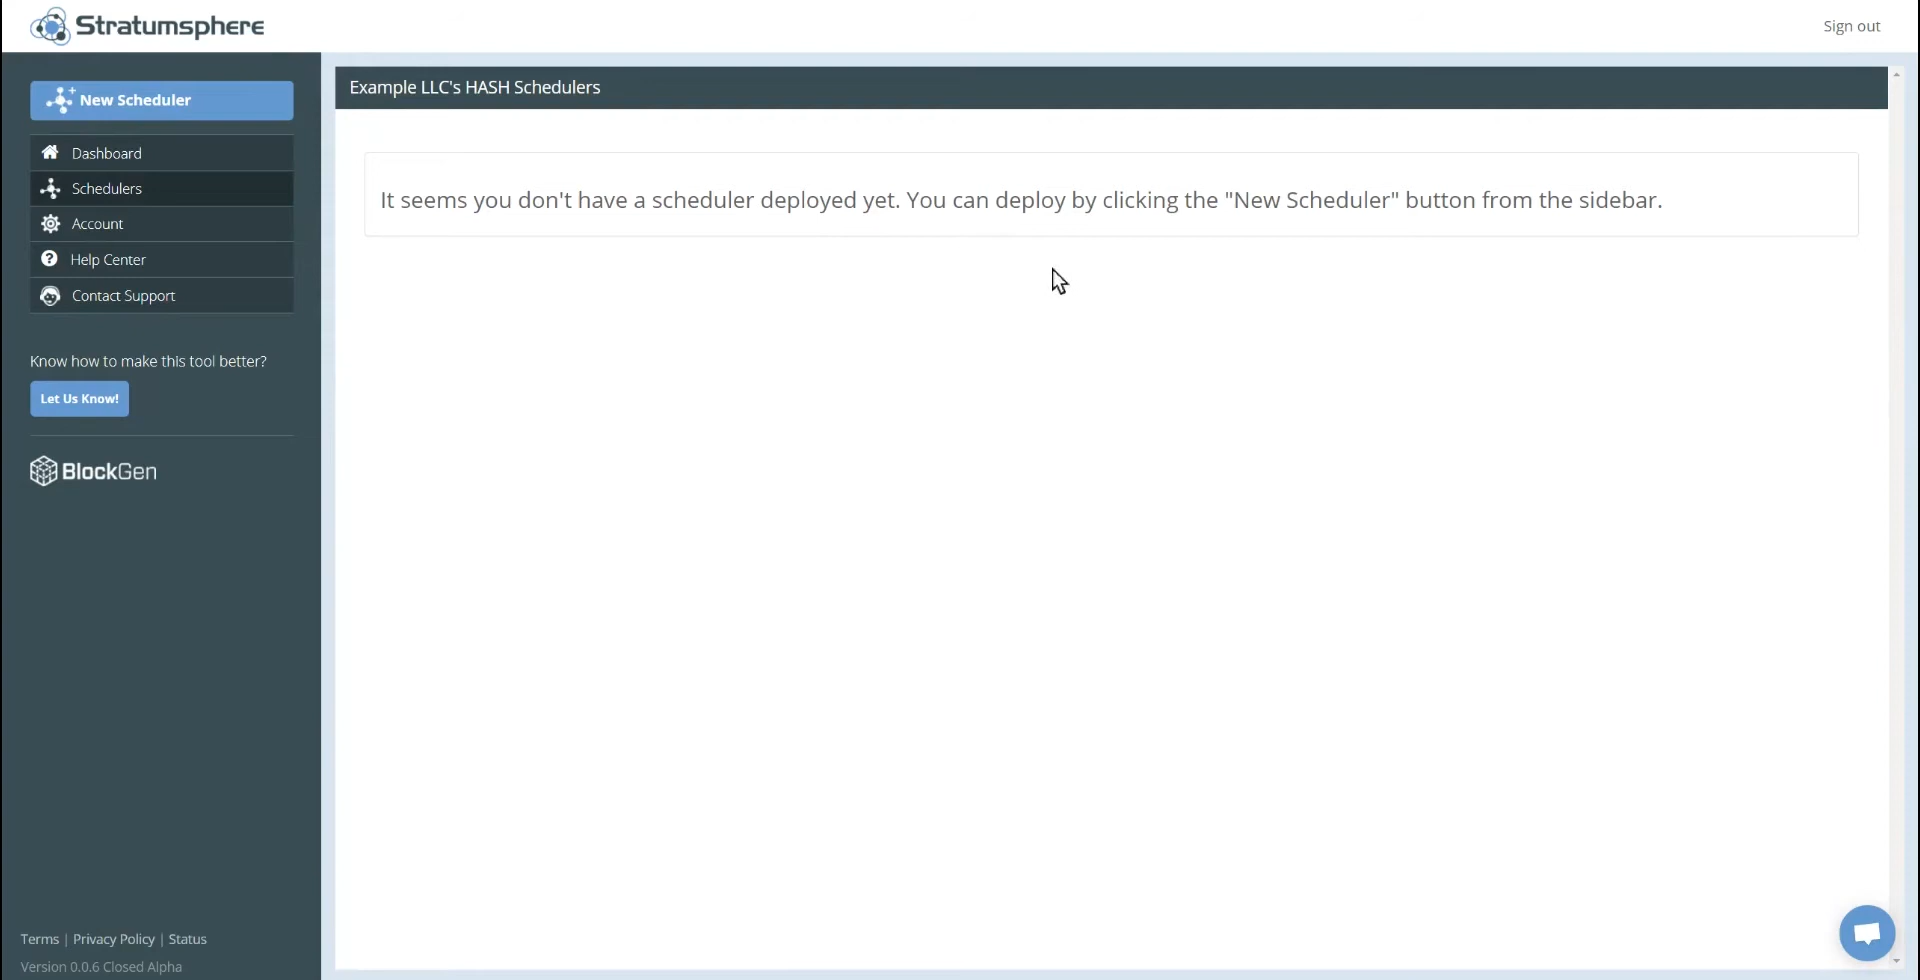 Stratumsphere
Sign out
New Scheduler
Dashboard
Schedulers
Account
Help Center
Contact Support
Know how to make this tool better?
Let Us Know!
BlockGen
Terms | Privacy Policy | Status
Version 0.0.6 Closed Alpha
Example LLC's HASH Schedulers
It seems you don't have a scheduler deployed yet. You can deploy by clicking the "New Scheduler" button from the sidebar.